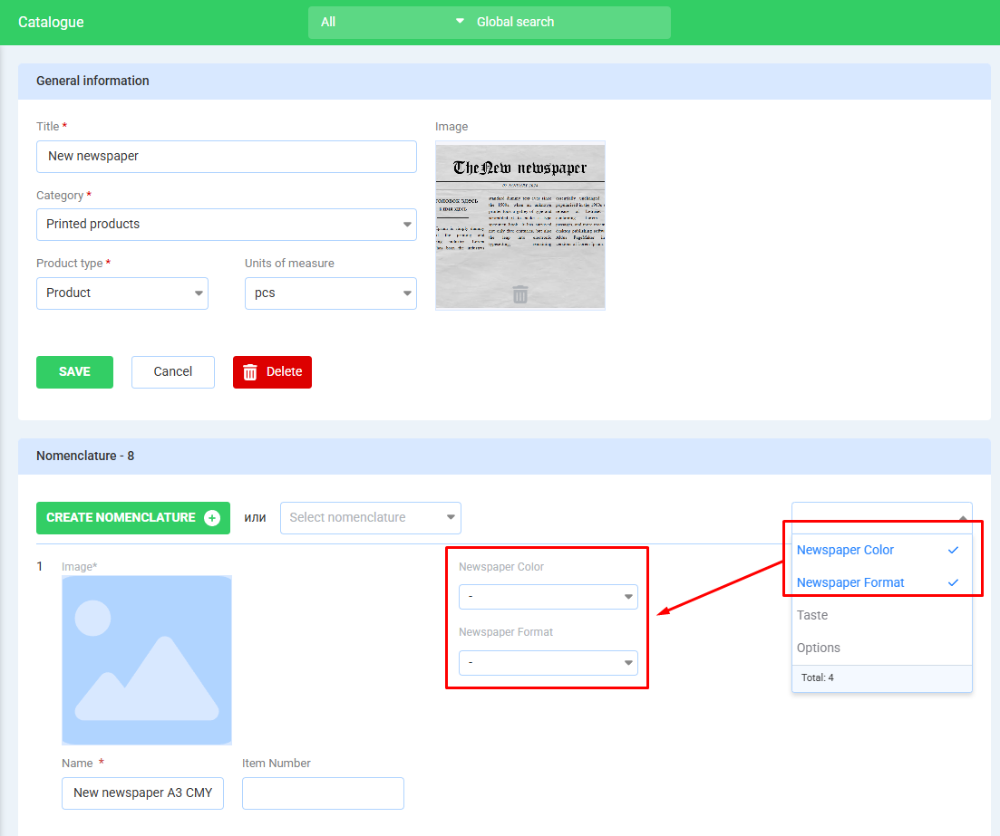 Catalogue
All
Global search
General information
Title *
New newspaper
Category *
Printed products
Product type *
Units of measure
Product
pcs
Image
TheNew newspaper
SAVE
Cancel
Delete
Nomenclature - 8
CREATE NOMENCLATURE
или
Select nomenclature
Newspaper Color
Newspaper Format
Taste
Options
Total: 4
1
Image*
Newspaper Color
-
Newspaper Format
-
Name *
Item Number
New newspaper A3 CMY